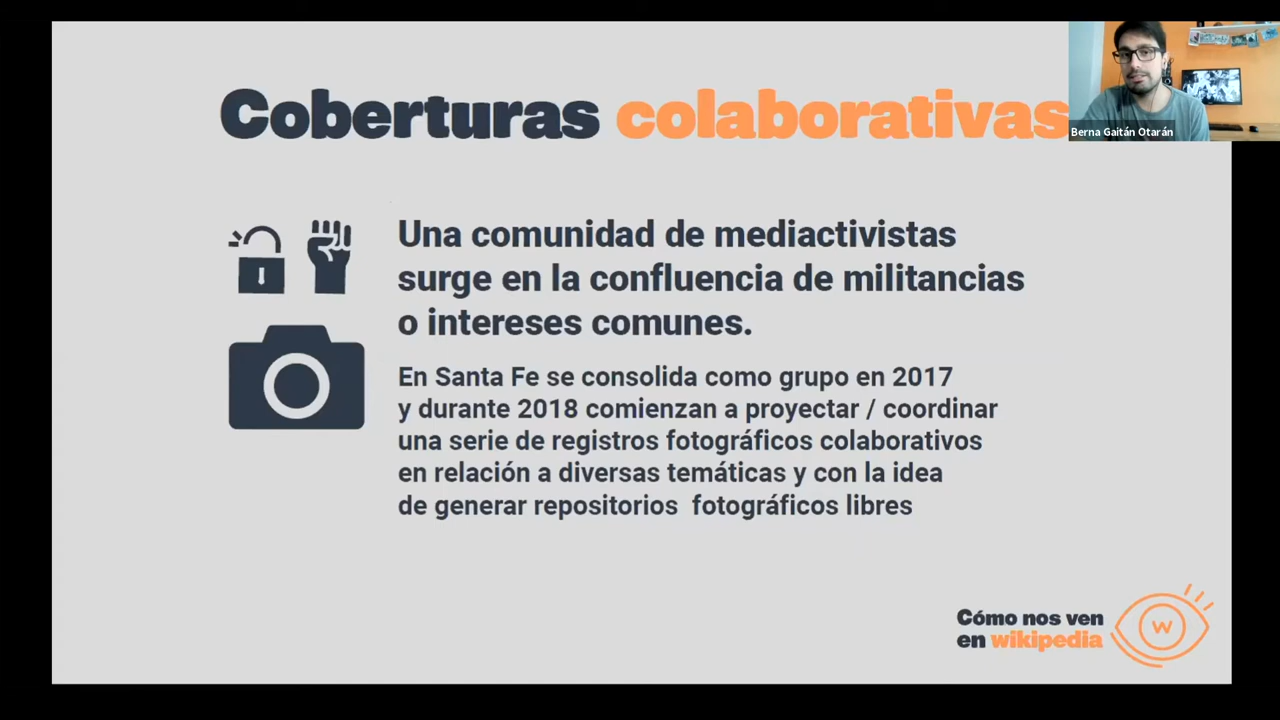 Coberturas colaborativas
Berna Gaitán Otarán
Una comunidad de mediactivistas
surge en la confluencia de militancias
o intereses comunes.
En Santa Fe se consolida como grupo en 2017
y durante 2018 comienzan a proyectar / coordinar
una serie de registros fotográficos colaborativos
en relación a diversas temáticas y con la idea
de generar repositorios fotográficos libres
Cómo nos ven
en wikipedia
W